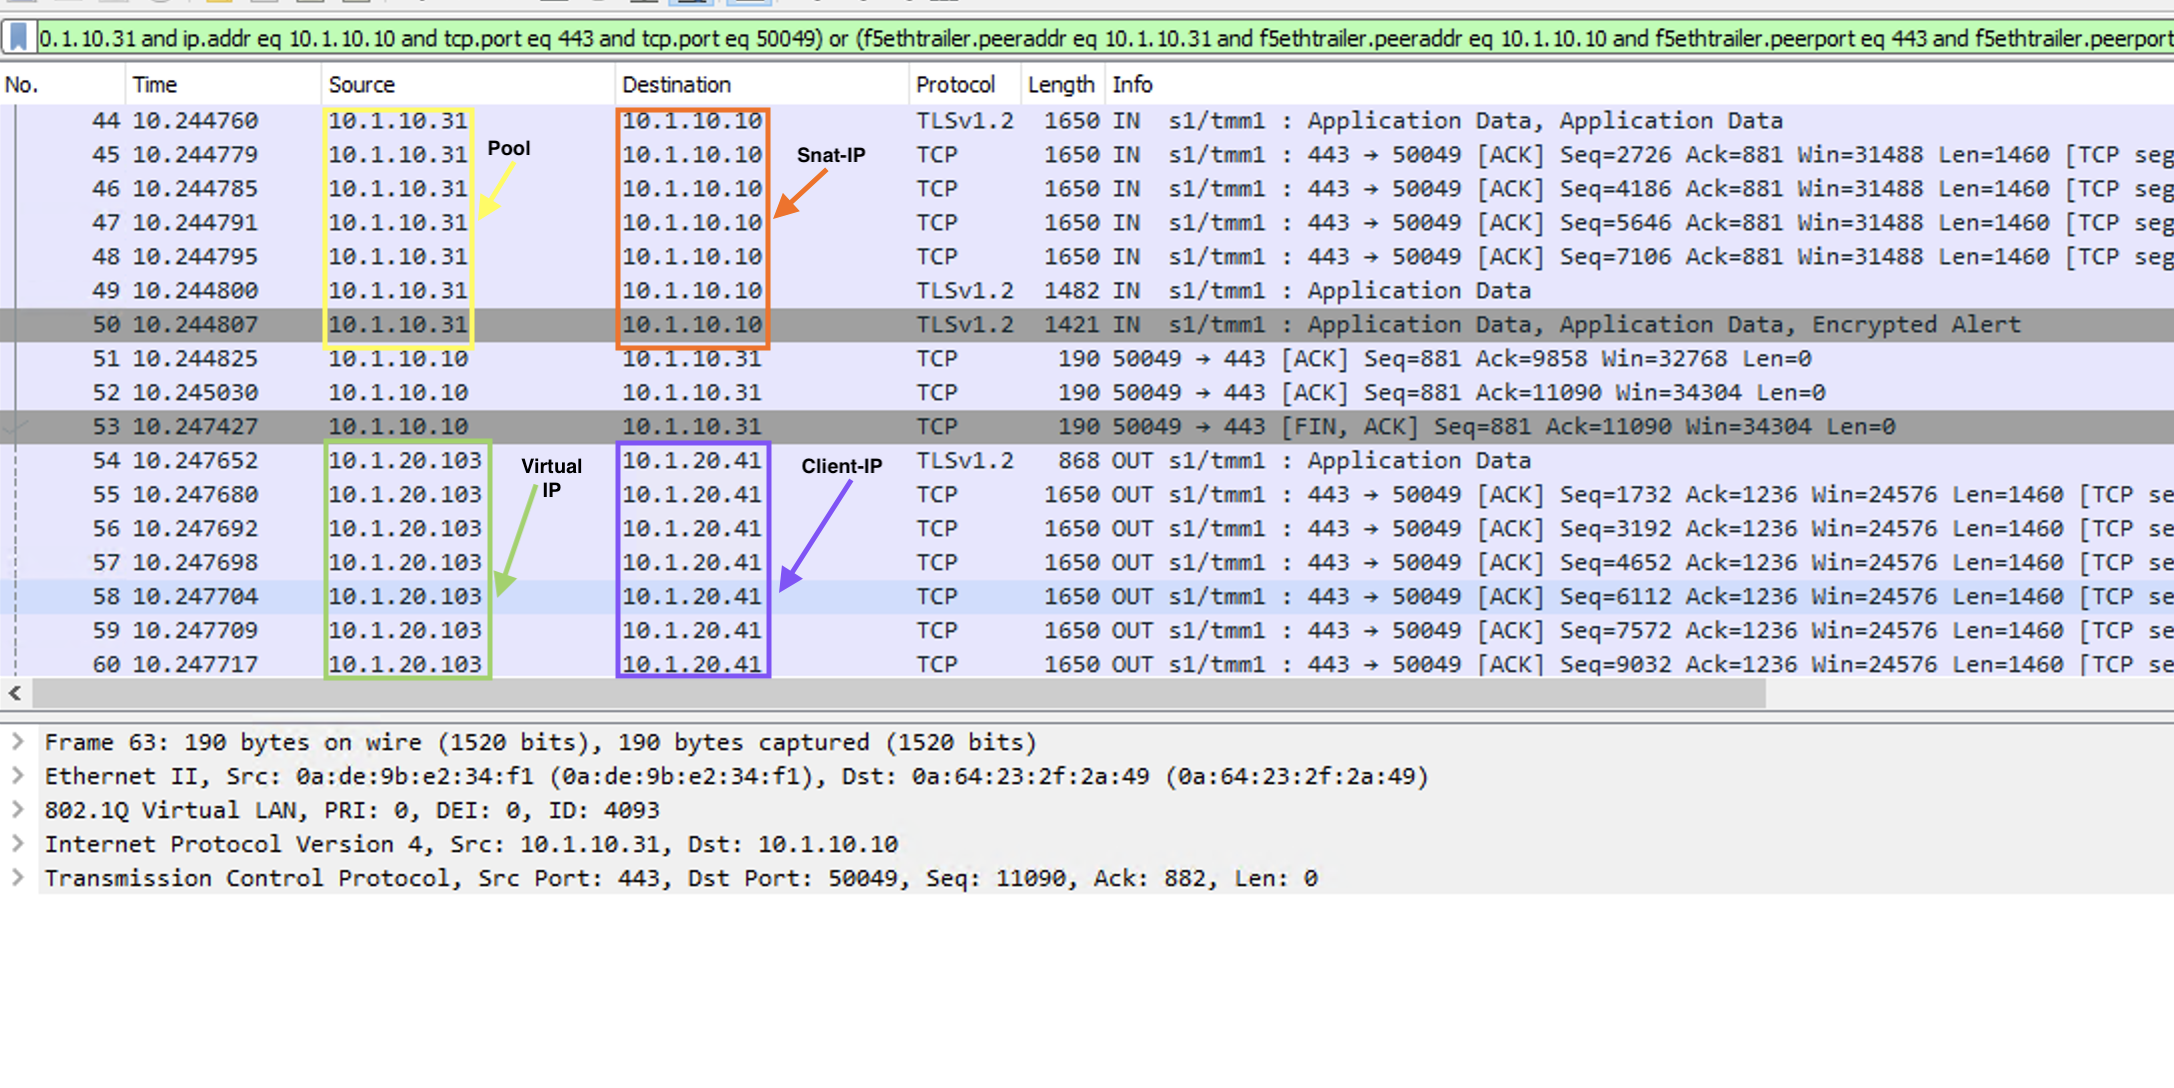 0.1.10.31 and ip.addr eq 10.1.10.10 and tcp.port eq 443 and tcp.port eq 50049) or (f5ethtrailer.peeraddr eq 10.1.10.31 and f5ethtrailer.peeraddr eq 10.1.10.10 and f5ethtrailer.peerport eq 443 and f5ethtrailer.peerport
No. Time Source Destination Protocol Length Info
44 10.244760 10.1.10.31 10.1.10.10 TLSv1.2 1650 IN s1/tmm1 : Application Data, Application Data
45 10.244779 10.1.10.31 10.1.10.10 TCP 1650 IN s1/tmm1 : 443 → 50049 [ACK] Seq=2726 Ack=881 Win=31488 Len=1460 [TCP seg
46 10.244785 10.1.10.31 10.1.10.10 TCP 1650 IN s1/tmm1 : 443 → 50049 [ACK] Seq=4186 Ack=881 Win=31488 Len=1460 [TCP seg
47 10.244791 10.1.10.31 10.1.10.10 TCP 1650 IN s1/tmm1 : 443 → 50049 [ACK] Seq=5646 Ack=881 Win=31488 Len=1460 [TCP seg
48 10.244795 10.1.10.31 10.1.10.10 TCP 1650 IN s1/tmm1 : 443 → 50049 [ACK] Seq=7106 Ack=881 Win=31488 Len=1460 [TCP seg
49 10.244800 10.1.10.31 10.1.10.10 TLSv1.2 1482 IN s1/tmm1 : Application Data
50 10.244807 10.1.10.31 10.1.10.10 TLSv1.2 1421 IN s1/tmm1 : Application Data, Application Data, Encrypted Alert
Pool
Snat-IP
51 10.244825 10.1.10.10 10.1.10.31 TCP 190 50049 → 443 [ACK] Seq=881 Ack=9858 Win=32768 Len=0
52 10.245030 10.1.10.10 10.1.10.31 TCP 190 50049 → 443 [ACK] Seq=881 Ack=11090 Win=34304 Len=0
53 10.247427 10.1.10.10 10.1.10.31 TCP 190 50049 → 443 [FIN, ACK] Seq=881 Ack=11090 Win=34304 Len=0
54 10.247652 10.1.20.103 10.1.20.41 TLSv1.2 868 OUT s1/tmm1 : Application Data
55 10.247680 10.1.20.103 10.1.20.41 TCP 1650 OUT s1/tmm1 : 443 → 50049 [ACK] Seq=1732 Ack=1236 Win=24576 Len=1460 [TCP se
56 10.247692 10.1.20.103 10.1.20.41 TCP 1650 OUT s1/tmm1 : 443 → 50049 [ACK] Seq=3192 Ack=1236 Win=24576 Len=1460 [TCP se
57 10.247698 10.1.20.103 10.1.20.41 TCP 1650 OUT s1/tmm1 : 443 → 50049 [ACK] Seq=4652 Ack=1236 Win=24576 Len=1460 [TCP se
58 10.247704 10.1.20.103 10.1.20.41 TCP 1650 OUT s1/tmm1 : 443 → 50049 [ACK] Seq=6112 Ack=1236 Win=24576 Len=1460 [TCP se
59 10.247709 10.1.20.103 10.1.20.41 TCP 1650 OUT s1/tmm1 : 443 → 50049 [ACK] Seq=7572 Ack=1236 Win=24576 Len=1460 [TCP se
60 10.247717 10.1.20.103 10.1.20.41 TCP 1650 OUT s1/tmm1 : 443 → 50049 [ACK] Seq=9032 Ack=1236 Win=24576 Len=1460 [TCP se
Virtual
IP
Client-IP
Frame 63: 190 bytes on wire (1520 bits), 190 bytes captured (1520 bits)
Ethernet II, Src: 0a:de:9b:e2:34:f1 (0a:de:9b:e2:34:f1), Dst: 0a:64:23:2f:2a:49 (0a:64:23:2f:2a:49)
802.1Q Virtual LAN, PRI: 0, DEI: 0, ID: 4093
Internet Protocol Version 4, Src: 10.1.10.31, Dst: 10.1.10.10
Transmission Control Protocol, Src Port: 443, Dst Port: 50049, Seq: 11090, Ack: 882, Len: 0